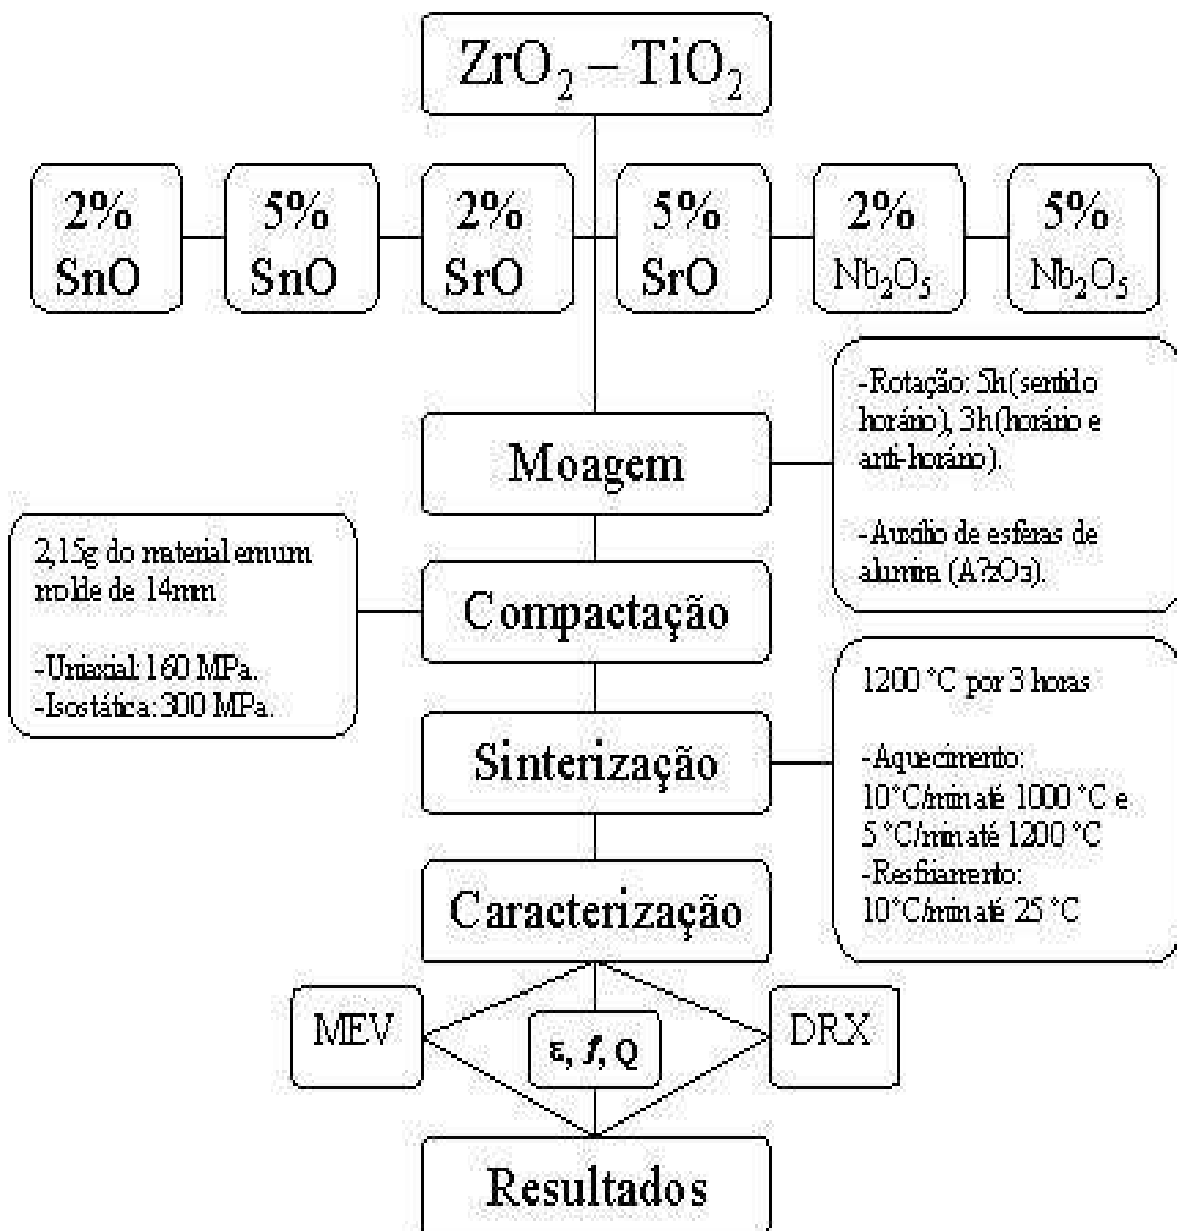 ZrO₂ – TiO₂
2%
SnO
5%
SnO
2%
SrO
5%
SrO
2%
Nb₂O₅
5%
Nb₂O₅
-Rotação: 5h(sentido
horário), 3h(horário e
anti-horário).
-Auxílio de esferas de
alumina (A?₂O₃).
Moagem
2,15g do material em um
molde de 14mm
-Uniaxial: 160 MPa.
-Isostática: 300 MPa.
Compactação
1200 °C por 3 horas
-Aquecimento:
10°C/min até 1000 °C e
5 °C/min até 1200 °C
-Resfriamento:
10°C/min até 25 °C
Sinterização
Caracterização
MEV
ε, f, Q
DRX
Resultados